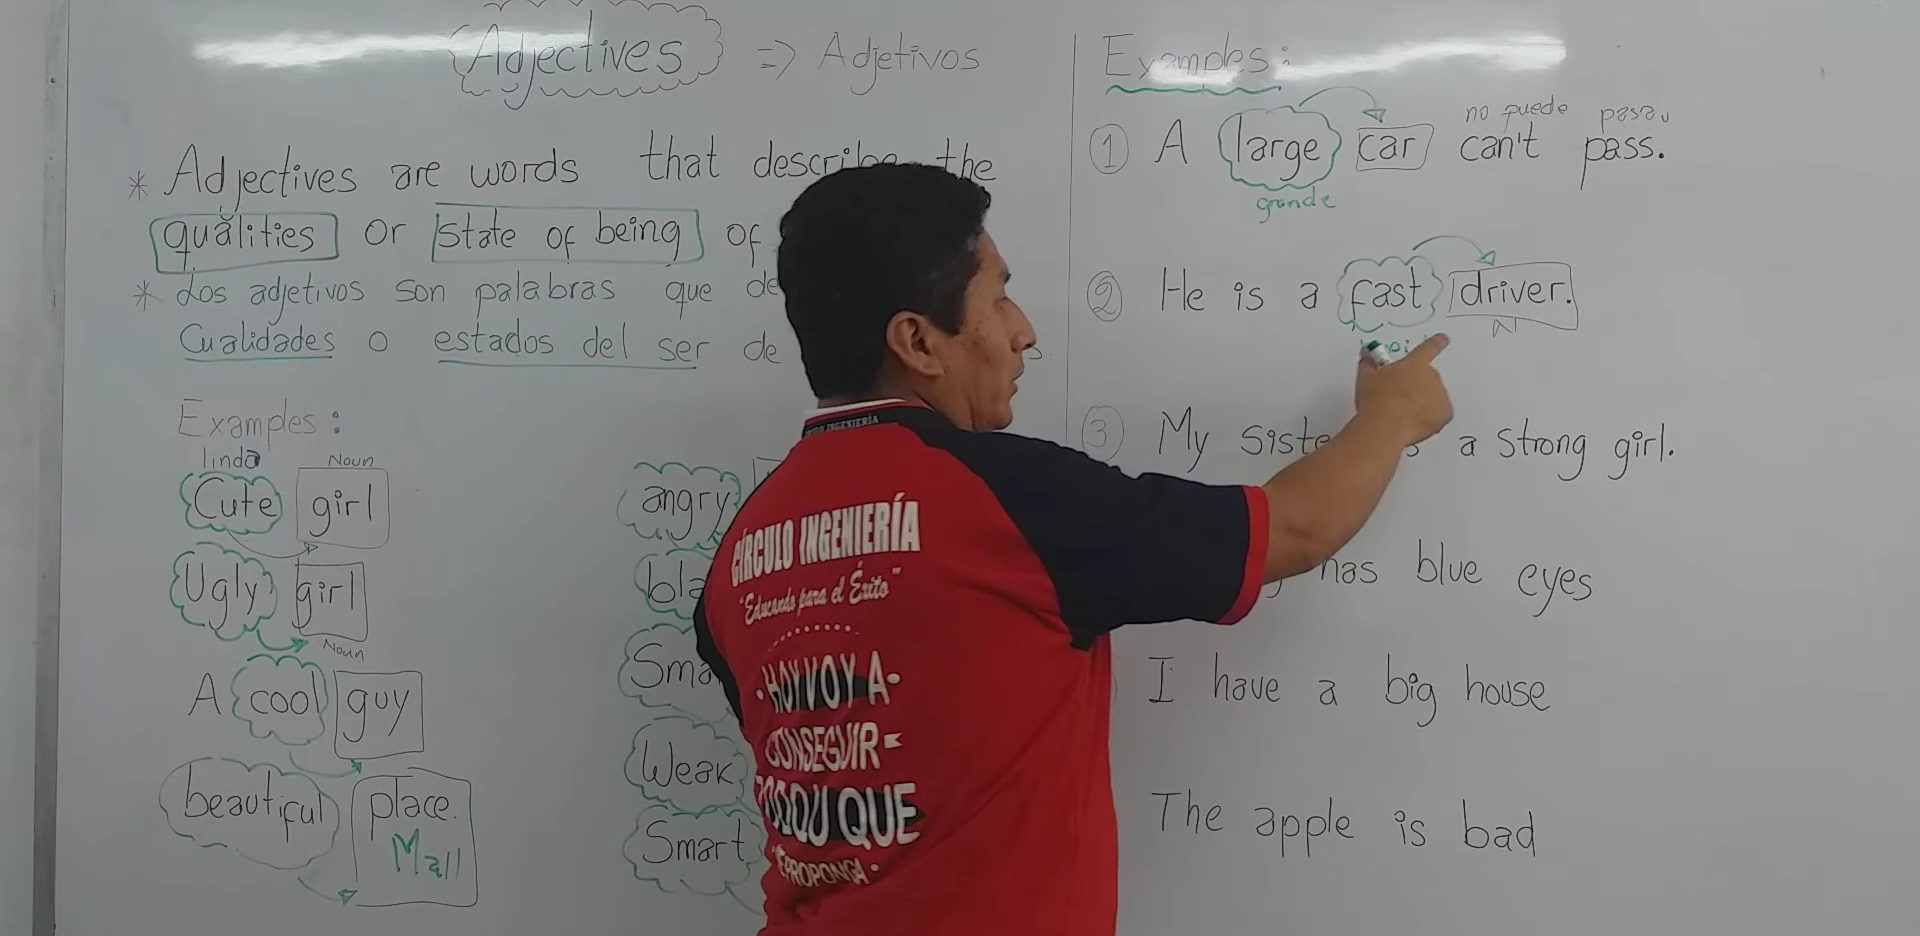 Adjectives => Adjetivos
* Adjectives are words that describe the
qualities or state of being of
* Los adjetivos son palabras que de
Cualidades o estados del ser de
Examples:
linda Noun
Cute girl
Ugly girl
Noun
A cool guy
beautiful place.
Mall
angry
Weak
Smart
Examples:
no puede pasar
① A large car can't pass.
grande
② He is a fast driver.
N
③ My a strong girl.
has blue eyes
I have a big house
The apple is bad
INGENIERÍA
CÍRCULO INGENIERÍA
"Educando para el Éxito"
· HOY VOY A ·
CONSEGUIR
QUE
PROPONGA ·